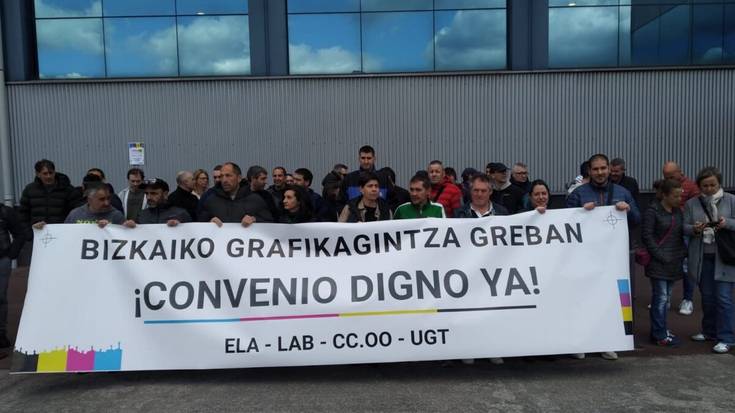 BIZKAIKO GRAFIKAGINTZA GREBAN
¡CONVENIO DIGNO YA!
ELA - LAB - CC.OO - UGT